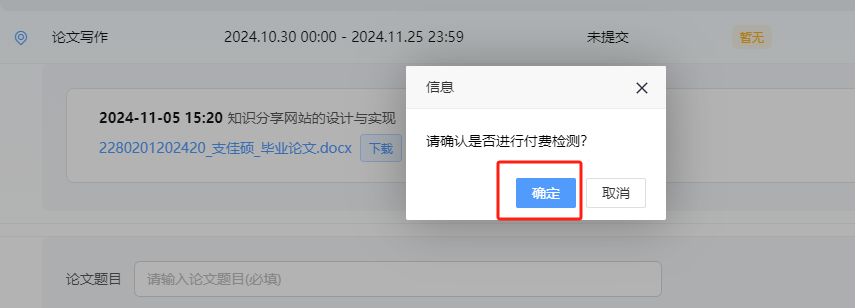 论文写作 2024.10.30 00:00 - 2024.11.25 23:59 未提交 暂无
信息
2024-11-05 15:20 知识分享网站的设计与实现
请确认是否进行付费检测?
2280201202420_支佳硕_毕业论文.docx 下载
确定 取消
论文题目 请输入论文题目(必填)